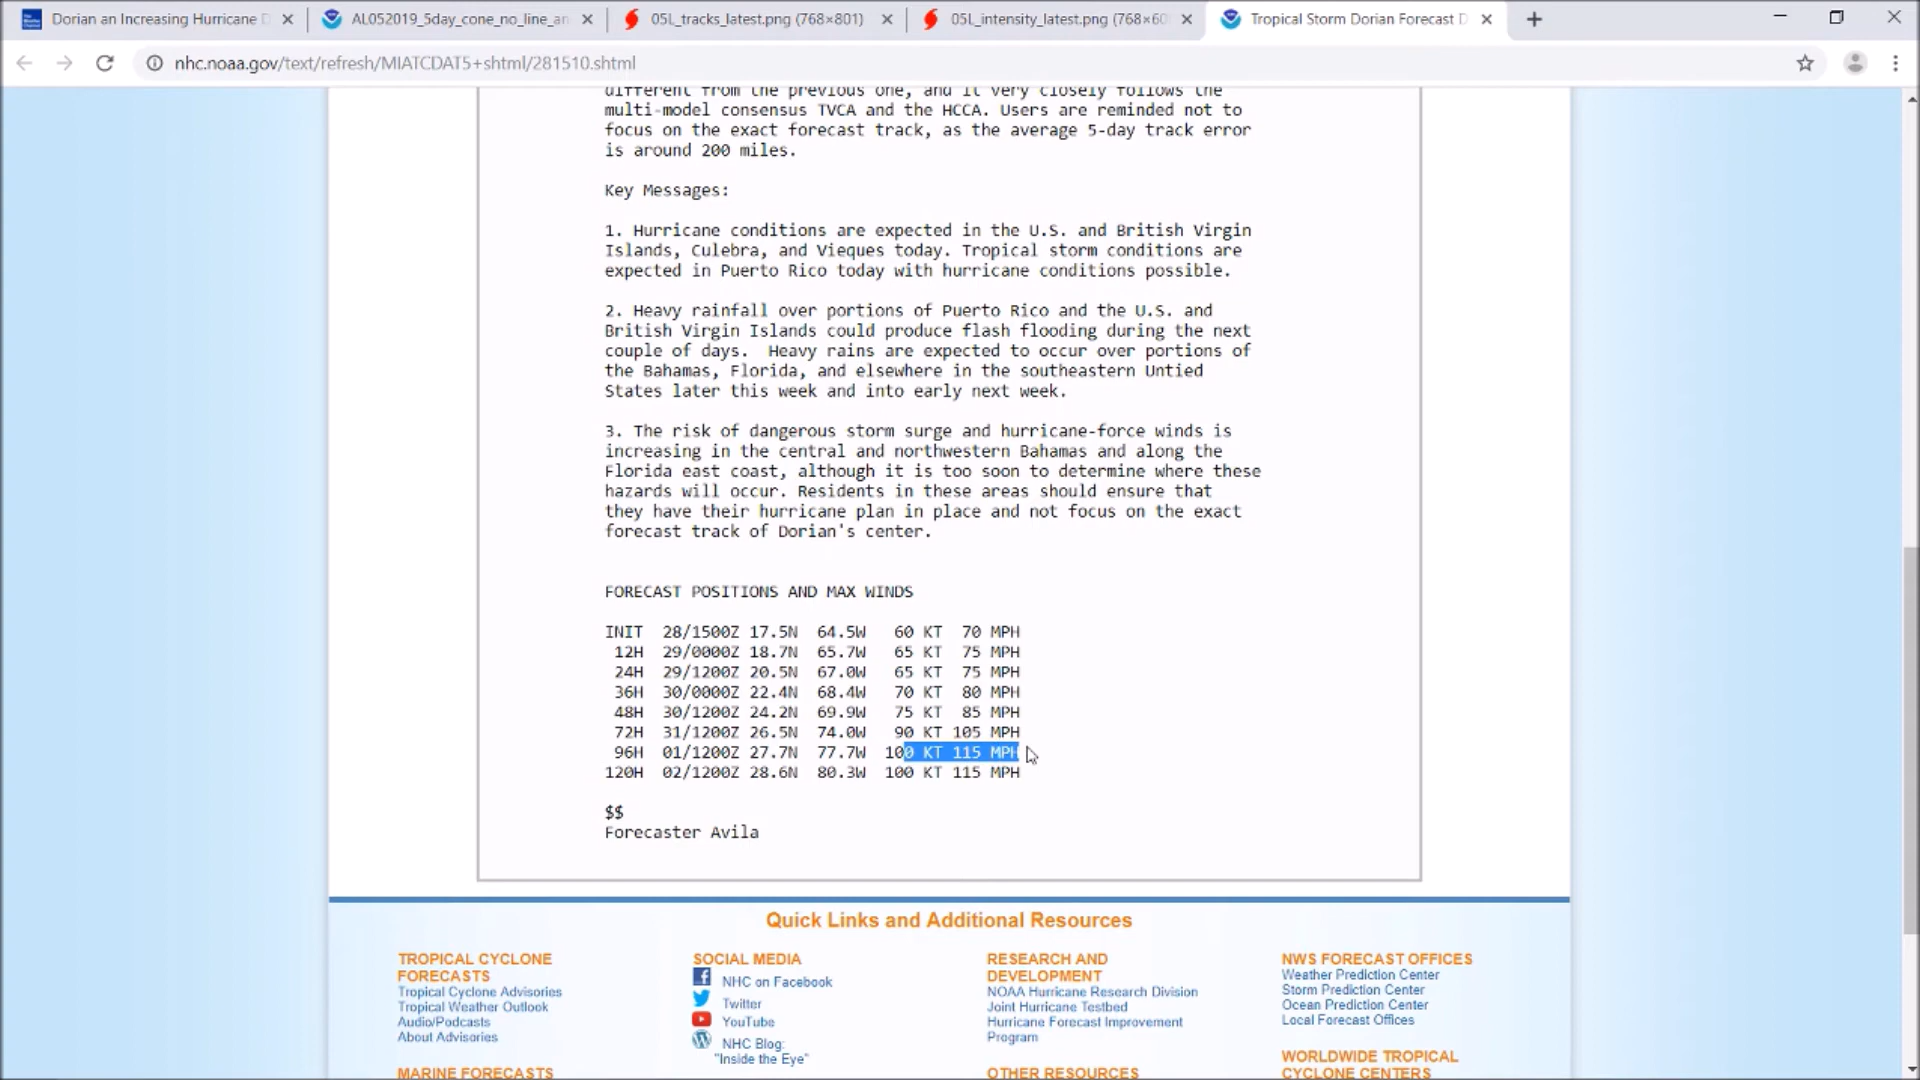 Dorian an Increasing Hurricane D
AL052019_5day_cone_no_line_an
05L_tracks_latest.png (768×801)
05L_intensity_latest.png (768×60
Tropical Storm Dorian Forecast D
nhc.noaa.gov/text/refresh/MIATCDAT5+shtml/281510.shtml
different from the previous one, and it very closely follows the
multi-model consensus TVCA and the HCCA. Users are reminded not to
focus on the exact forecast track, as the average 5-day track error
is around 200 miles.
Key Messages:
1. Hurricane conditions are expected in the U.S. and British Virgin
Islands, Culebra, and Vieques today. Tropical storm conditions are
expected in Puerto Rico today with hurricane conditions possible.
2. Heavy rainfall over portions of Puerto Rico and the U.S. and
British Virgin Islands could produce flash flooding during the next
couple of days.  Heavy rains are expected to occur over portions of
the Bahamas, Florida, and elsewhere in the southeastern Untied
States later this week and into early next week.
3. The risk of dangerous storm surge and hurricane-force winds is
increasing in the central and northwestern Bahamas and along the
Florida east coast, although it is too soon to determine where these
hazards will occur. Residents in these areas should ensure that
they have their hurricane plan in place and not focus on the exact
forecast track of Dorian's center.
FORECAST POSITIONS AND MAX WINDS
INIT  28/1500Z 17.5N  64.5W   60 KT  70 MPH
12H  29/0000Z 18.7N  65.7W   65 KT  75 MPH
24H  29/1200Z 20.5N  67.0W   65 KT  75 MPH
36H  30/0000Z 22.4N  68.4W   70 KT  80 MPH
48H  30/1200Z 24.2N  69.9W   75 KT  85 MPH
72H  31/1200Z 26.5N  74.0W   90 KT 105 MPH
96H  01/1200Z 27.7N  77.7W  100 KT 115 MPH
120H  02/1200Z 28.6N  80.3W  100 KT 115 MPH
$$
Forecaster Avila
Quick Links and Additional Resources
TROPICAL CYCLONE
FORECASTS
Tropical Cyclone Advisories
Tropical Weather Outlook
Audio/Podcasts
About Advisories
MARINE FORECASTS
SOCIAL MEDIA
NHC on Facebook
Twitter
YouTube
NHC Blog:
"Inside the Eye"
RESEARCH AND
DEVELOPMENT
NOAA Hurricane Research Division
Joint Hurricane Testbed
Hurricane Forecast Improvement
Program
OTHER RESOURCES
NWS FORECAST OFFICES
Weather Prediction Center
Storm Prediction Center
Ocean Prediction Center
Local Forecast Offices
WORLDWIDE TROPICAL
CYCLONE CENTERS